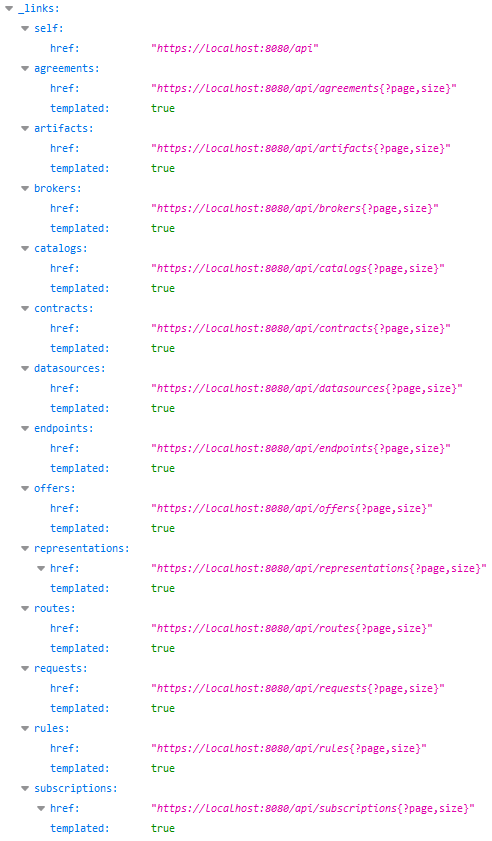 _links:
self:
href: "https://localhost:8080/api"
agreements:
href: "https://localhost:8080/api/agreements{?page,size}"
templated: true
artifacts:
href: "https://localhost:8080/api/artifacts{?page,size}"
templated: true
brokers:
href: "https://localhost:8080/api/brokers{?page,size}"
templated: true
catalogs:
href: "https://localhost:8080/api/catalogs{?page,size}"
templated: true
contracts:
href: "https://localhost:8080/api/contracts{?page,size}"
templated: true
datasources:
href: "https://localhost:8080/api/datasources{?page,size}"
templated: true
endpoints:
href: "https://localhost:8080/api/endpoints{?page,size}"
templated: true
offers:
href: "https://localhost:8080/api/offers{?page,size}"
templated: true
representations:
href: "https://localhost:8080/api/representations{?page,size}"
templated: true
routes:
href: "https://localhost:8080/api/routes{?page,size}"
templated: true
requests:
href: "https://localhost:8080/api/requests{?page,size}"
templated: true
rules:
href: "https://localhost:8080/api/rules{?page,size}"
templated: true
subscriptions:
href: "https://localhost:8080/api/subscriptions{?page,size}"
templated: true